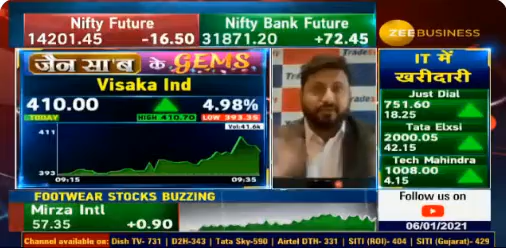 Nifty Future
14201.45 -16.50
Nifty Bank Future
31871.20 +72.45
ZEE BUSINESS
जैन सा'ब के GEMS
Visaka Ind
410.00 4.98%
TODAY HIGH 410.70 LOW 393.35
Vol:41.6k
411
393
09:15 09:35
IT में
खरीदारी
Just Dial
751.60
18.25
Tata Elxsi
2000.05
42.15
Tech Mahindra
1008.00
4.15
FOOTWEAR STOCKS BUZZING
Mirza Intl
57.35 +0.90
Follow us on
06/01/2021
Channel available on: Dish TV- 731 | D2H-343 | Tata Sky-590 | Airtel DTH- 331 | SITI (ROI)- 404 | SITI (Gujarat)- 429